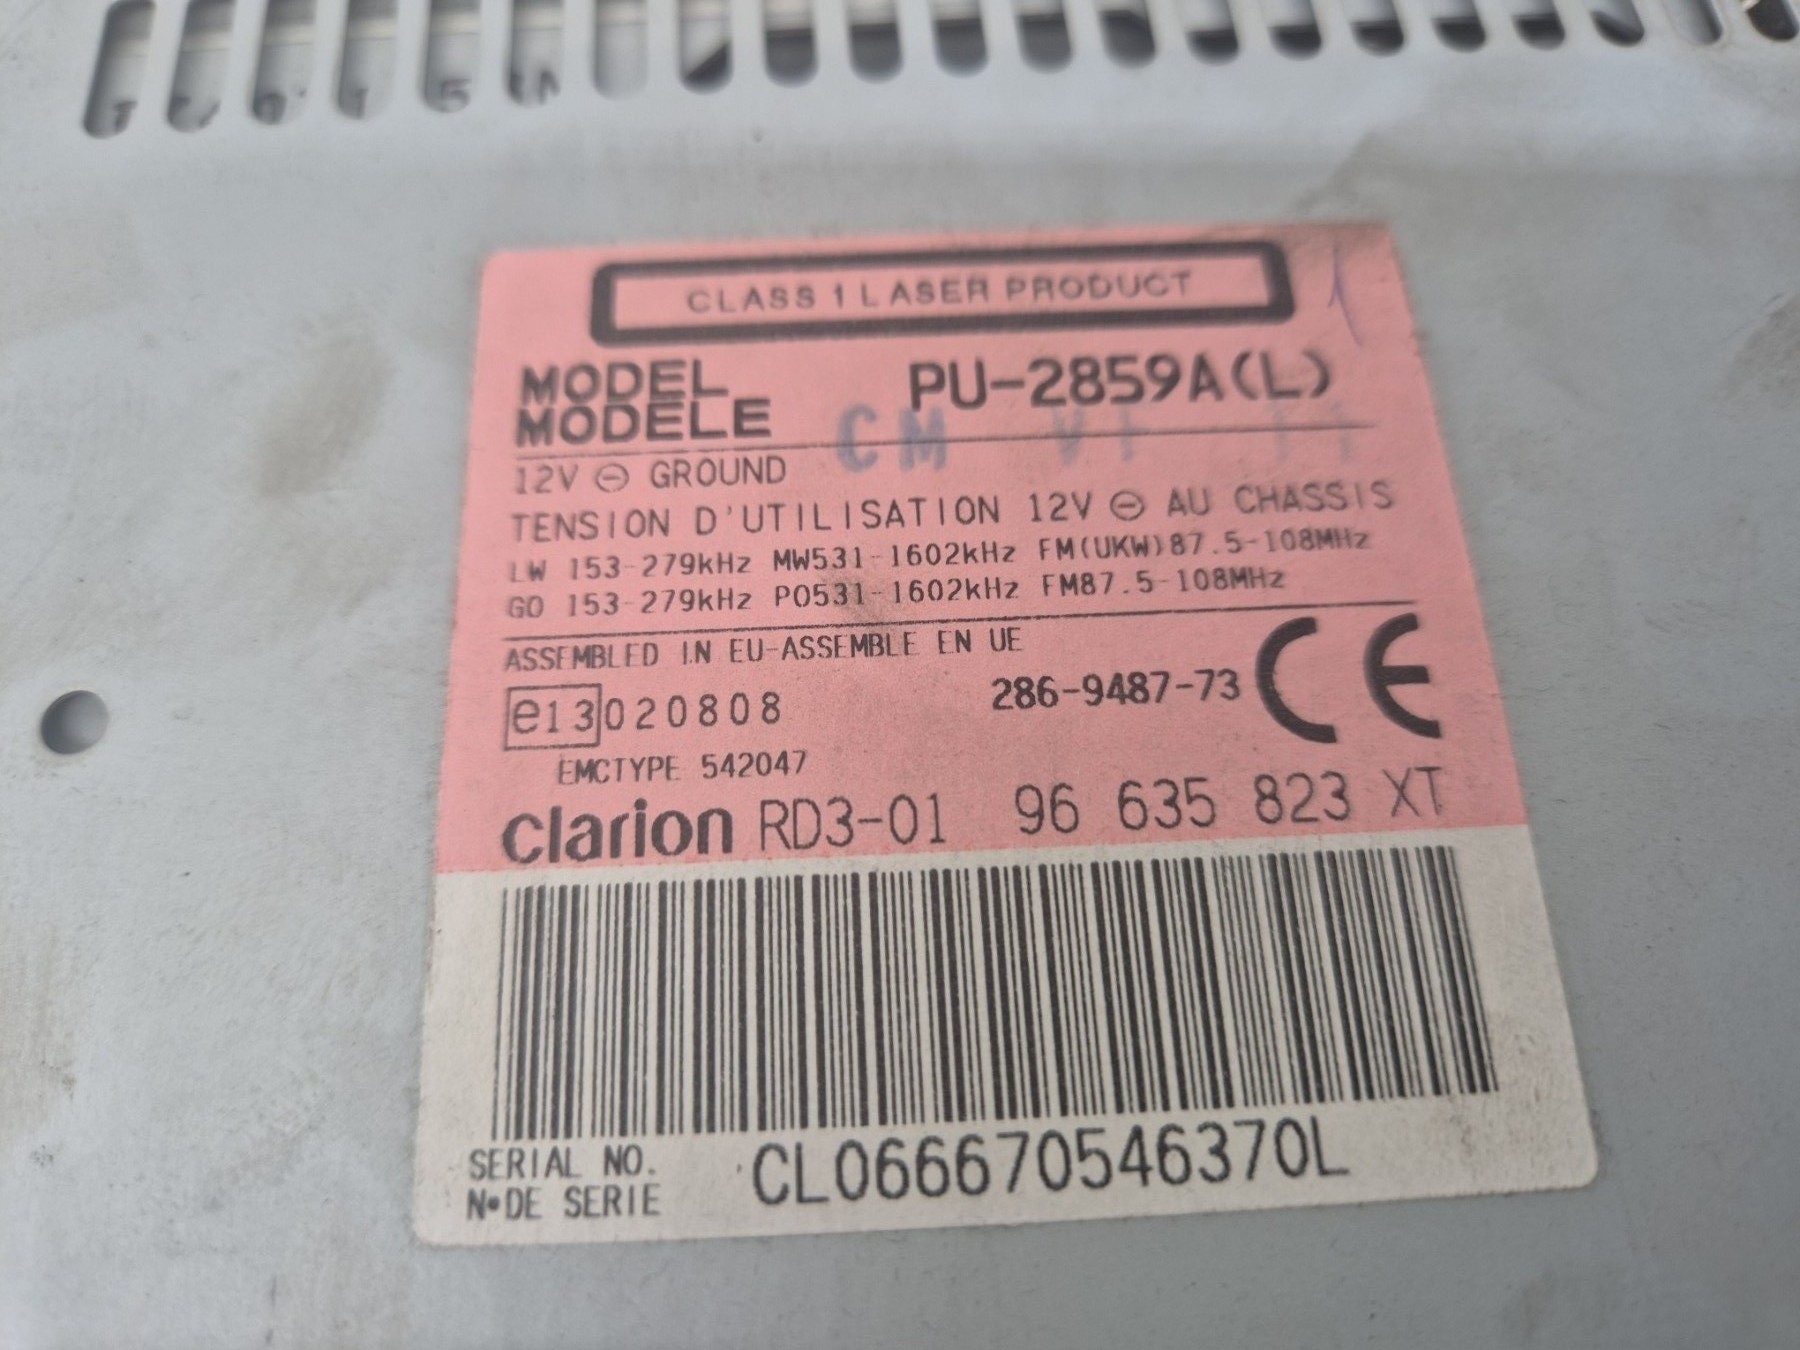 CLASS 1 LASER PRODUCT
MODEL
MODELE
PU-2859A(L)
CM
12V ⊖ GROUND
TENSION D'UTILISATION 12V ⊖ AU CHASSIS
LW 153-279kHz MW531-1602kHz FM(UKW)87.5-108MHz
GO 153-279kHz PO531-1602kHz FM87.5-108MHz
ASSEMBLED IN EU-ASSEMBLE EN UE
e13 020808 286-9487-73 CE
EMCTYPE 542047
clarion RD3-01 96 635 823 XT
SERIAL NO. CL066670546370L
N•DE SERIE